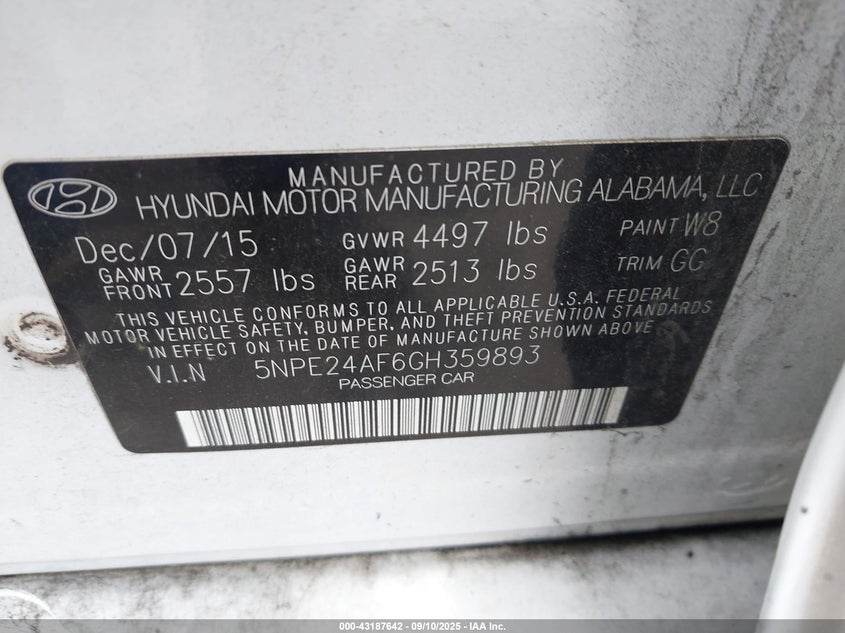 MANUFACTURED BY
HYUNDAI MOTOR MANUFACTURING ALABAMA, LLC
Dec/07/15 GVWR 4497 lbs PAINT W8
GAWR FRONT 2557 lbs GAWR REAR 2513 lbs TRIM GG
THIS VEHICLE CONFORMS TO ALL APPLICABLE U.S.A. FEDERAL
MOTOR VEHICLE SAFETY, BUMPER, AND THEFT PREVENTION STANDARDS
IN EFFECT ON THE DATE OF MANUFACTURE SHOWN ABOVE
V.I.N 5NPE24AF6GH359893
PASSENGER CAR
000-43187642 - 09/10/2025 - IAA Inc.